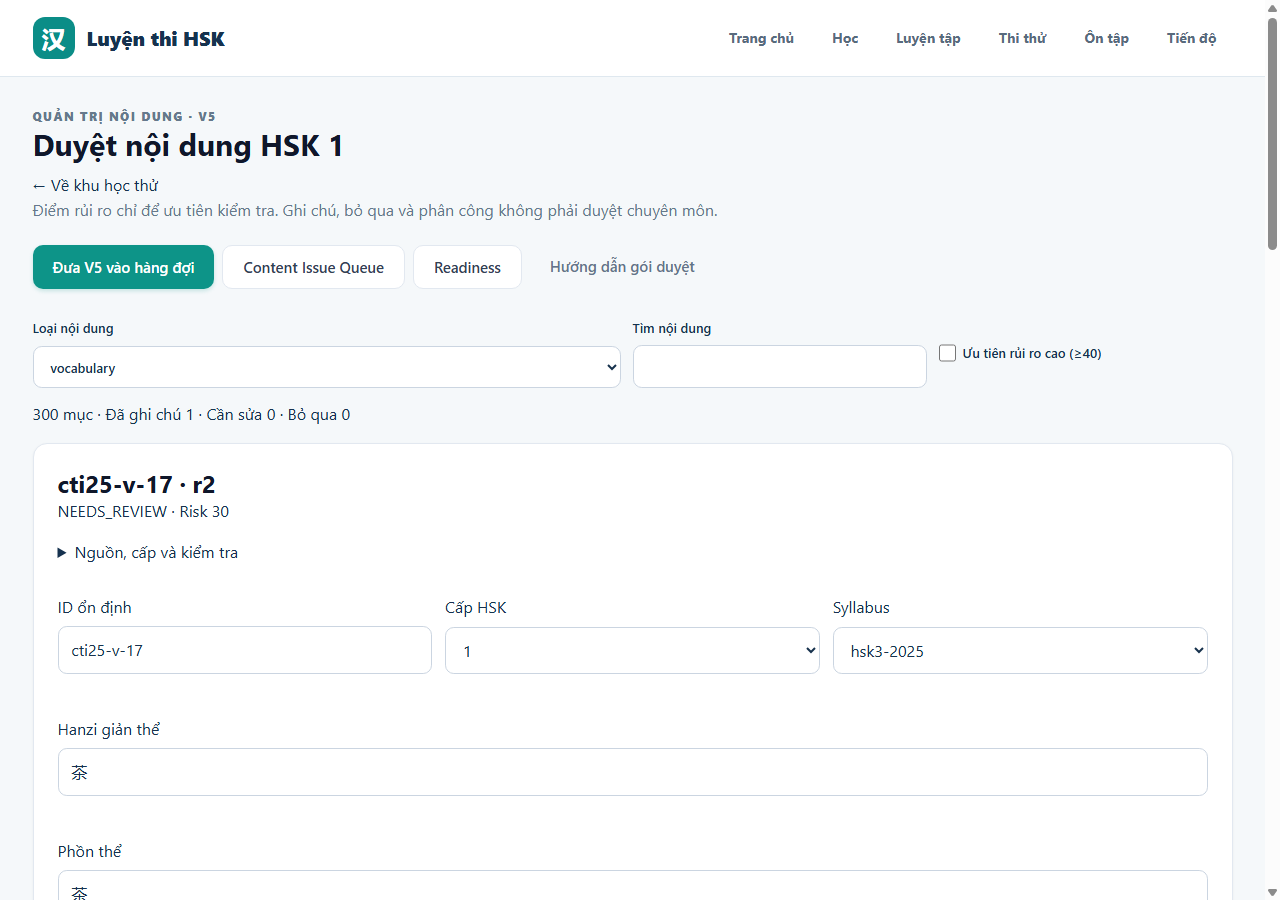 汉 Luyện thi HSK Trang chủ Học Luyện tập Thi thử Ôn tập Tiến độ
QUẢN TRỊ NỘI DUNG · V5
Duyệt nội dung HSK 1
← Về khu học thử
Điểm rủi ro chỉ để ưu tiên kiểm tra. Ghi chú, bỏ qua và phân công không phải duyệt chuyên môn.
Đưa V5 vào hàng đợi Content Issue Queue Readiness Hướng dẫn gói duyệt
Loại nội dung Tìm nội dung
vocabulary Ưu tiên rủi ro cao (≥40)
300 mục · Đã ghi chú 1 · Cần sửa 0 · Bỏ qua 0
cti25-v-17 · r2
NEEDS_REVIEW · Risk 30
▶ Nguồn, cấp và kiểm tra
ID ổn định Cấp HSK Syllabus
cti25-v-17 1 hsk3-2025
Hanzi giản thể
茶
Phồn thể
茶